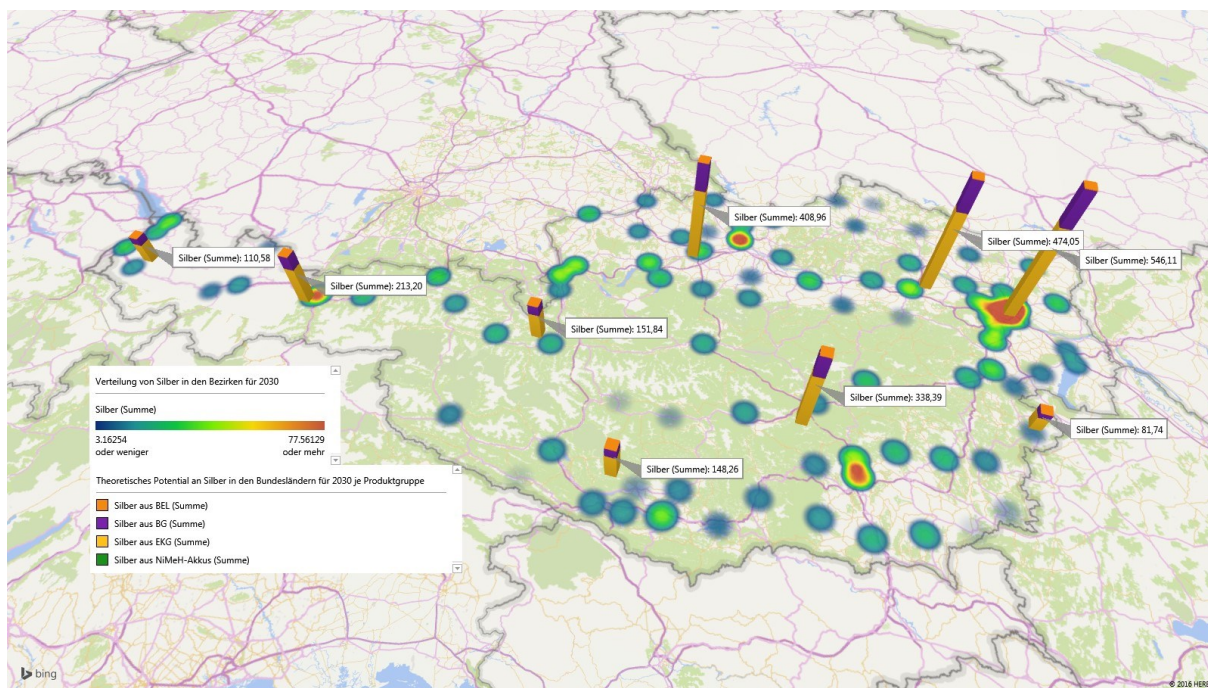 Silber (Summe): 408,96
Silber (Summe): 474,05
Silber (Summe): 546,11
Silber (Summe): 110,58
Silber (Summe): 213,20
Silber (Summe): 151,84
Silber (Summe): 338,39
Silber (Summe): 81,74
Silber (Summe): 148,26
Verteilung von Silber in den Bezirken für 2030
Silber (Summe)
3.16254 77.56129
oder weniger oder mehr
Theoretisches Potential an Silber in den Bundesländern für 2030 je Produktgruppe
Silber aus BEL (Summe)
Silber aus BG (Summe)
Silber aus EKG (Summe)
Silber aus NiMeH-Akkus (Summe)
bing
© 2016 HERE